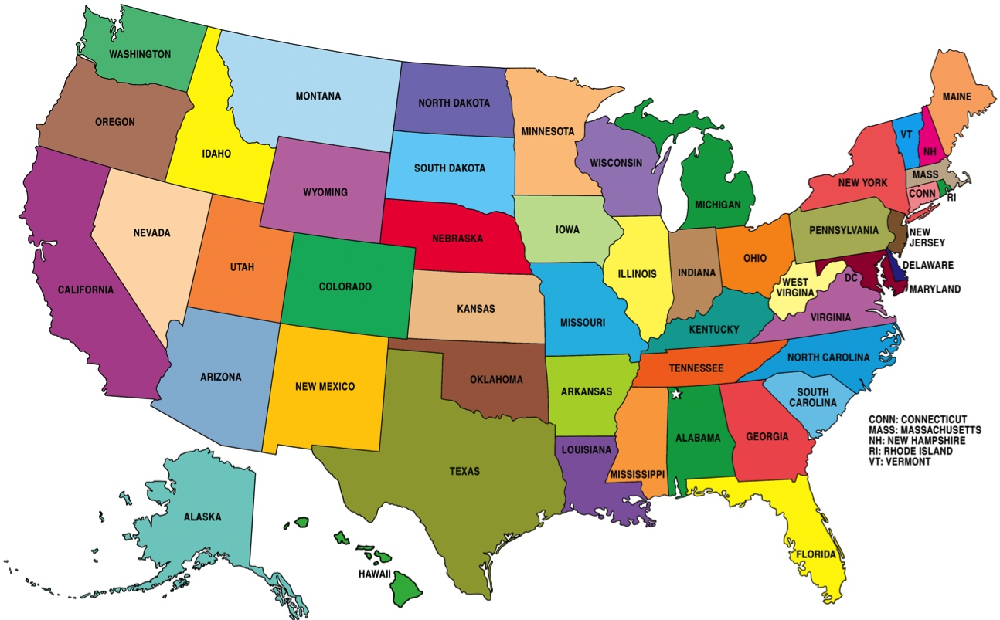 WASHINGTON
OREGON
IDAHO
MONTANA
NORTH DAKOTA
MINNESOTA
SOUTH DAKOTA
WYOMING
WISCONSIN
MICHIGAN
MAINE
VT
NH
MASS
CONN
RI
NEW YORK
CALIFORNIA
NEVADA
UTAH
COLORADO
NEBRASKA
IOWA
KANSAS
MISSOURI
ILLINOIS
INDIANA
OHIO
PENNSYLVANIA
NEW
JERSEY
DELAWARE
MARYLAND
DC
WEST
VIRGINA
VIRGINIA
KENTUCKY
ARIZONA
NEW MEXICO
OKLAHOMA
ARKANSAS
TENNESSEE
NORTH CAROLINA
SOUTH
CAROLINA
TEXAS
LOUISIANA
MISSISSIPPI
ALABAMA
GEORGIA
FLORIDA
ALASKA
HAWAII
CONN: CONNECTICUT
MASS: MASSACHUSETTS
NH: NEW HAMPSHIRE
RI: RHODE ISLAND
VT: VERMONT